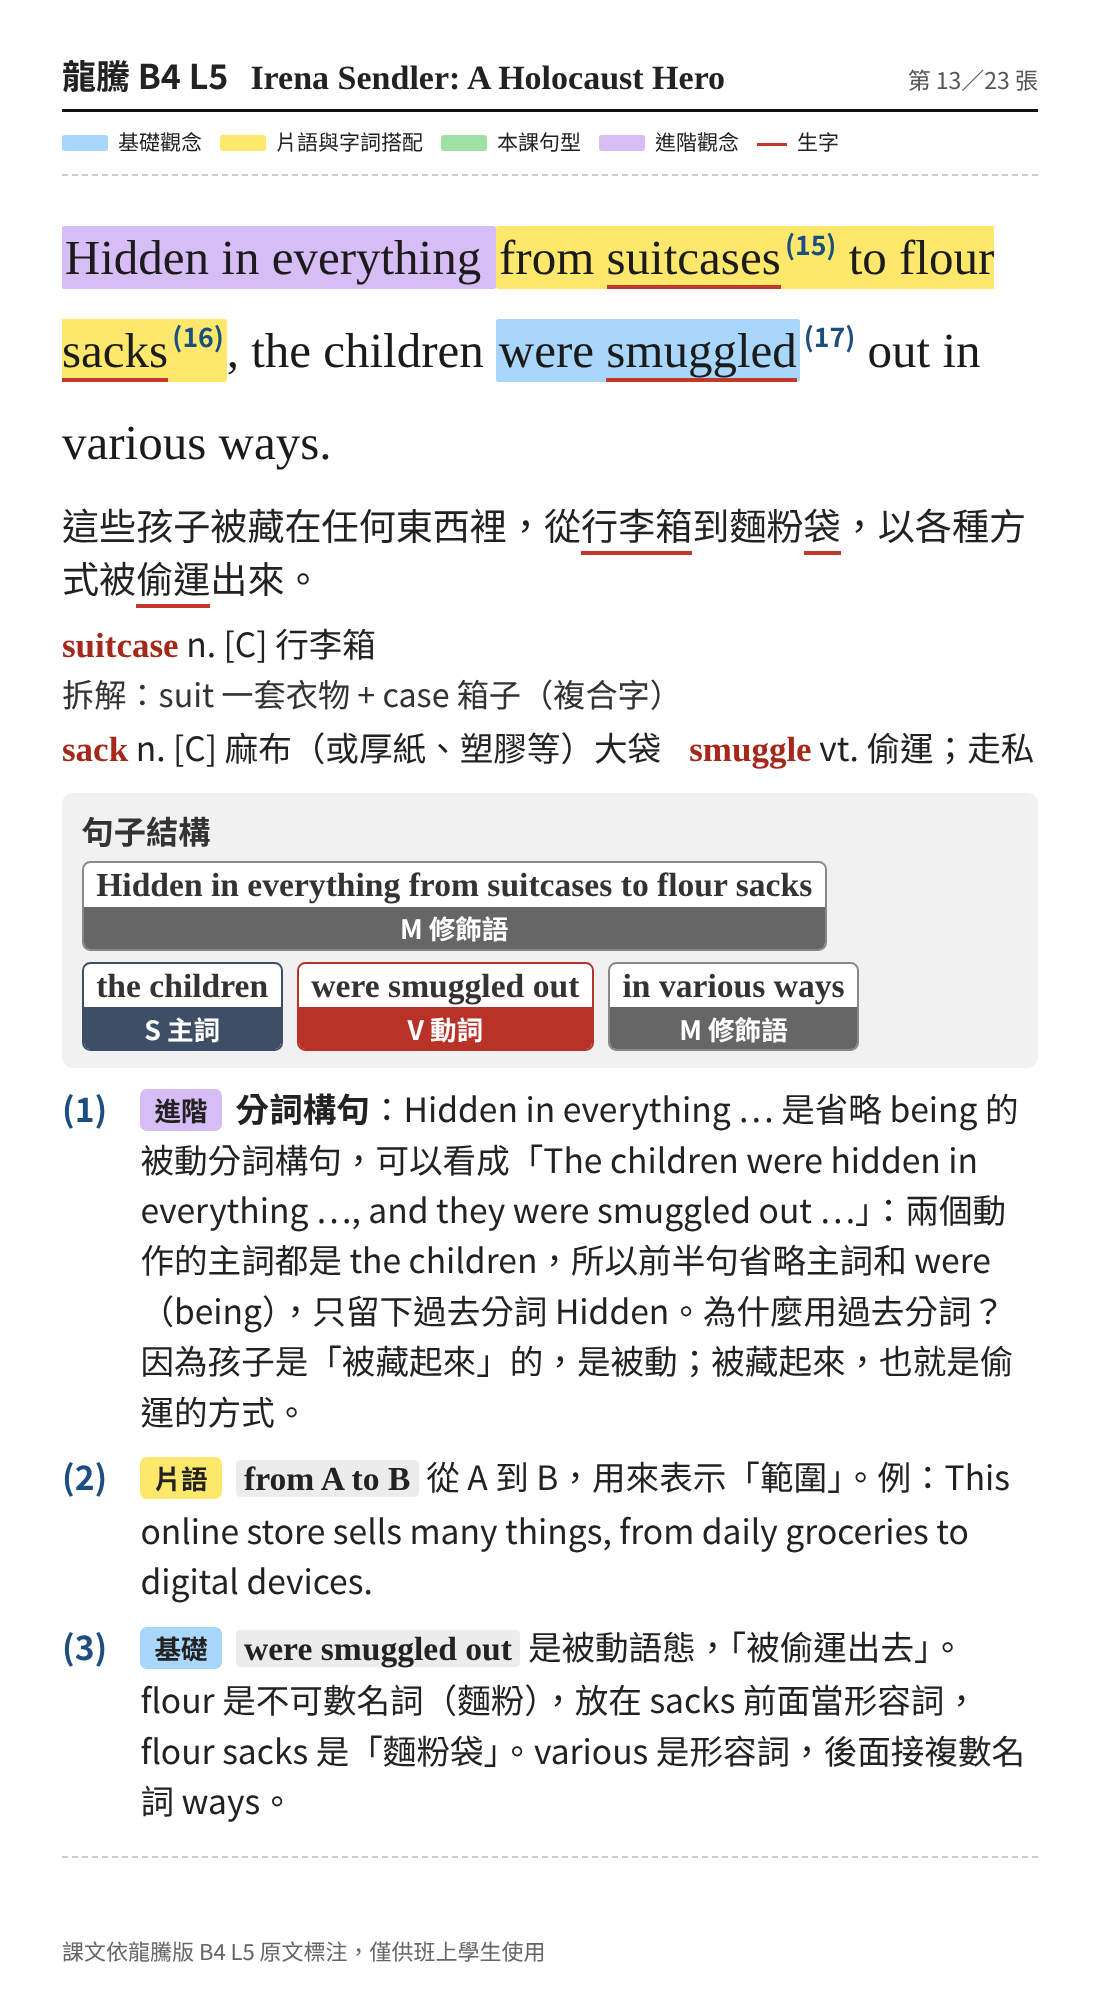 龍騰 B4 L5 Irena Sendler: A Holocaust Hero 第 13／23 張
基礎觀念 片語與字詞搭配 本課句型 進階觀念 生字
Hidden in everything from suitcases(15) to flour
sacks(16), the children were smuggled(17) out in
various ways.
這些孩子被藏在任何東西裡，從行李箱到麵粉袋，以各種方
式被偷運出來。
suitcase n. [C] 行李箱
拆解：suit 一套衣物 + case 箱子（複合字）
sack n. [C] 麻布（或厚紙、塑膠等）大袋 smuggle vt. 偷運；走私
句子結構
Hidden in everything from suitcases to flour sacks
M 修飾語
the children were smuggled out in various ways
S 主詞 V 動詞 M 修飾語
(1) 進階 分詞構句：Hidden in everything … 是省略 being 的
被動分詞構句，可以看成「The children were hidden in
everything …, and they were smuggled out …」：兩個動
作的主詞都是 the children，所以前半句省略主詞和 were
（being），只留下過去分詞 Hidden。為什麼用過去分詞？
因為孩子是「被藏起來」的，是被動；被藏起來，也就是偷
運的方式。
(2) 片語 from A to B 從 A 到 B，用來表示「範圍」。例：This
online store sells many things, from daily groceries to
digital devices.
(3) 基礎 were smuggled out 是被動語態，「被偷運出去」。
flour 是不可數名詞（麵粉），放在 sacks 前面當形容詞，
flour sacks 是「麵粉袋」。various 是形容詞，後面接複數名
詞 ways。
課文依龍騰版 B4 L5 原文標注，僅供班上學生使用